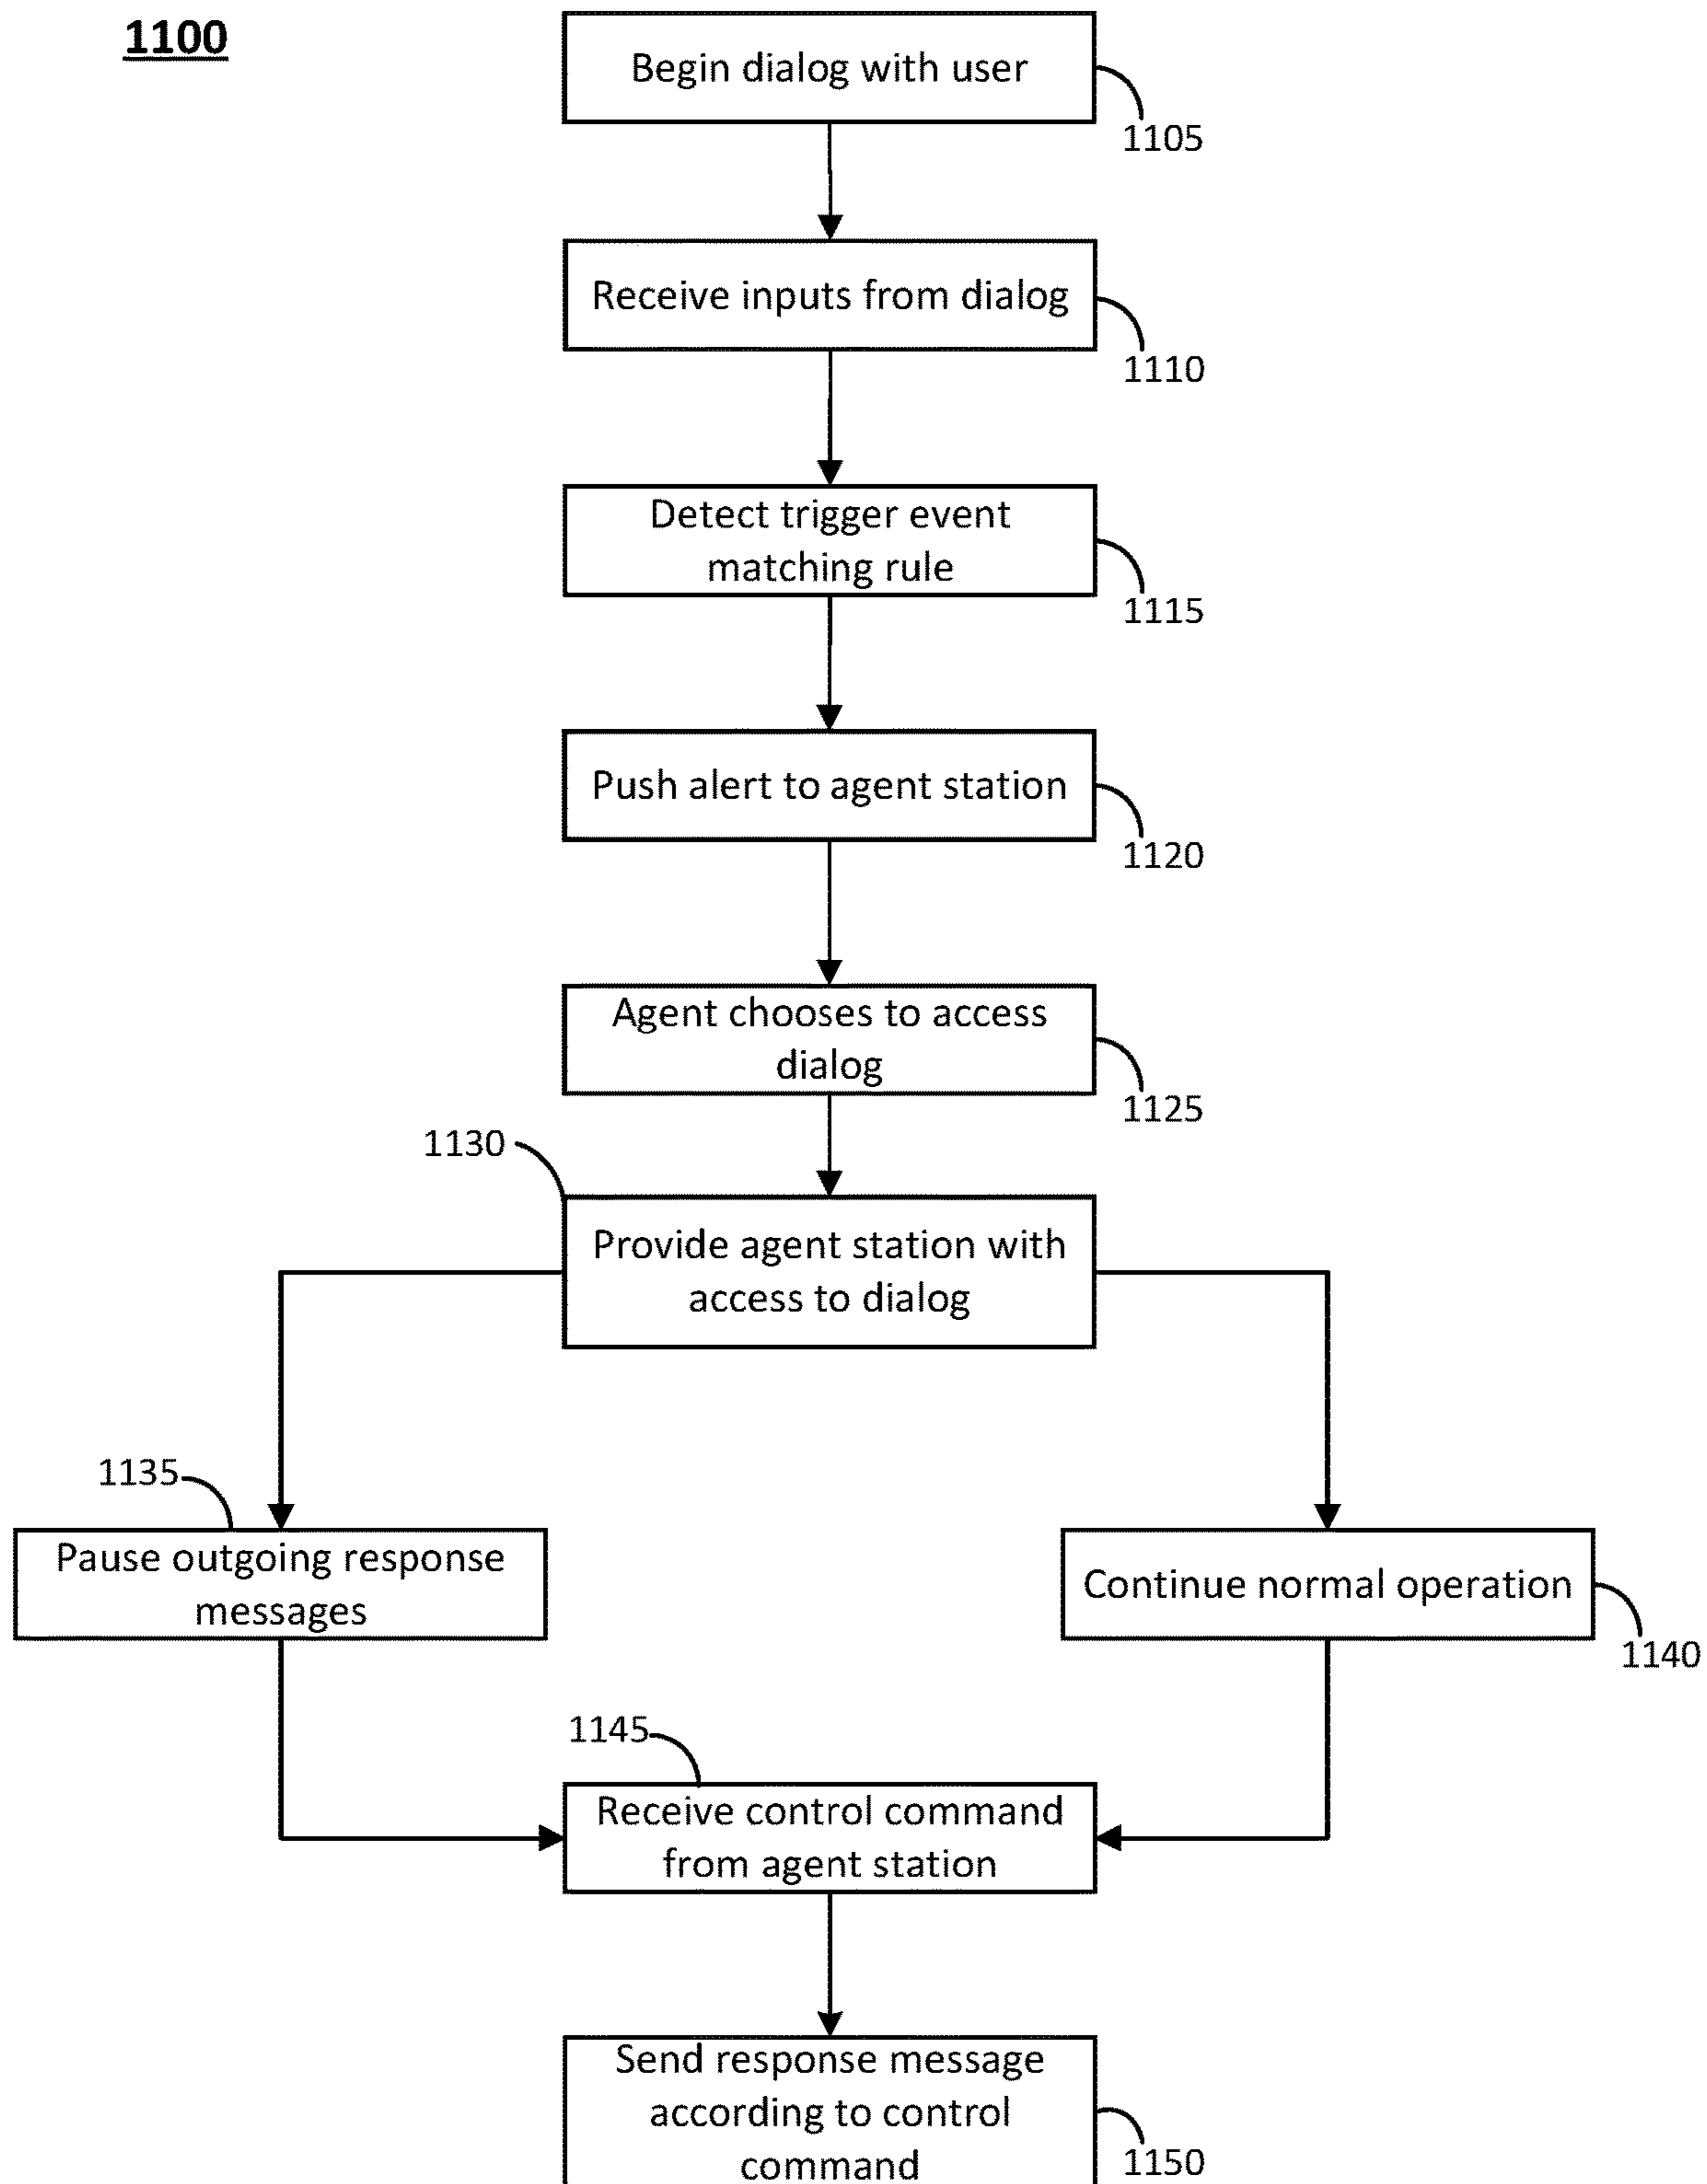 1100
Begin dialog with user
1105
Receive inputs from dialog
1110
Detect trigger event
matching rule
1115
Push alert to agent station
1120
Agent chooses to access
dialog
1125
1130
Provide agent station with
access to dialog
1135
Pause outgoing response
messages
Continue normal operation
1140
1145
Receive control command
from agent station
Send response message
according to control
command
1150